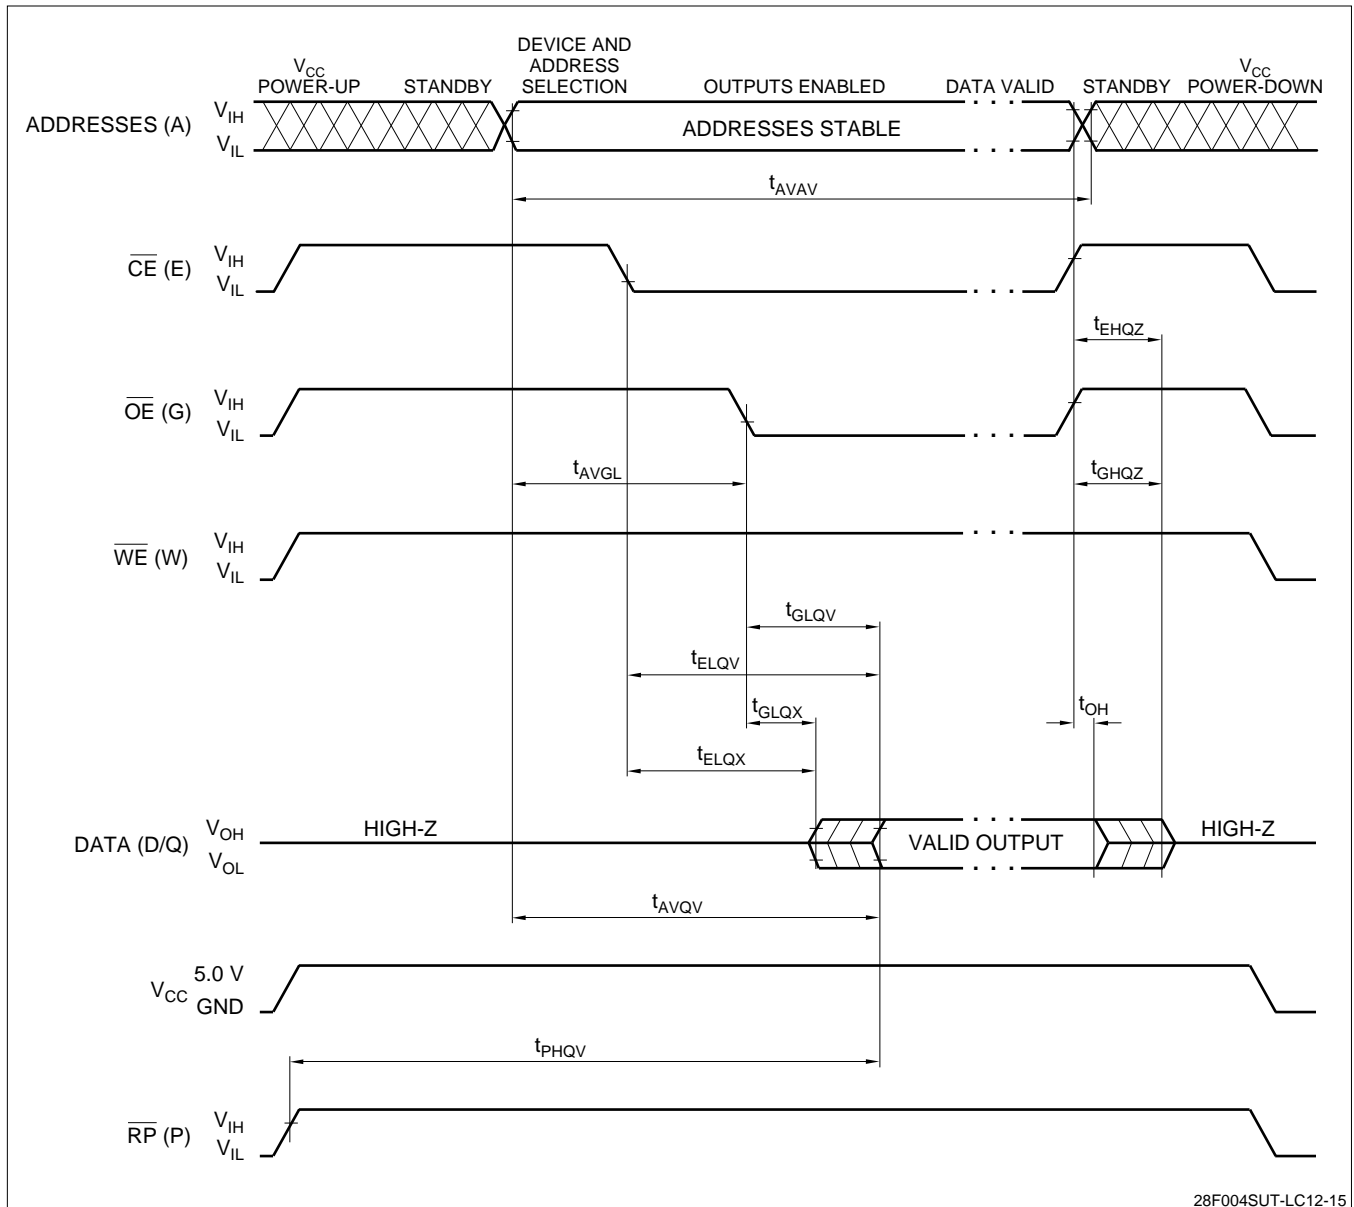 DEVICE AND
ADDRESS
SELECTION
VCC
POWER-UP
STANDBY
OUTPUTS ENABLED
DATA VALID
STANDBY
VCC
POWER-DOWN
ADDRESSES (A)
VIH
VIL
ADDRESSES STABLE
tAVAV
CE (E)
VIH
VIL
tEHQZ
OE (G)
VIH
VIL
tAVGL
tGHQZ
WE (W)
VIH
VIL
tGLQV
tELQV
tGLQX
tOH
tELQX
DATA (D/Q)
VOH
VOL
HIGH-Z
VALID OUTPUT
HIGH-Z
tAVQV
VCC
5.0 V
GND
tPHQV
RP (P)
VIH
VIL
28F004SUT-LC12-15